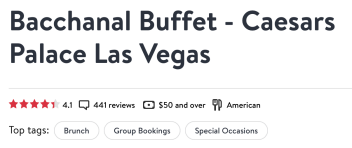 Bacchanal Buffet - Caesars
Palace Las Vegas
4.1 441 reviews $50 and over American
Top tags: Brunch Group Bookings Special Occasions